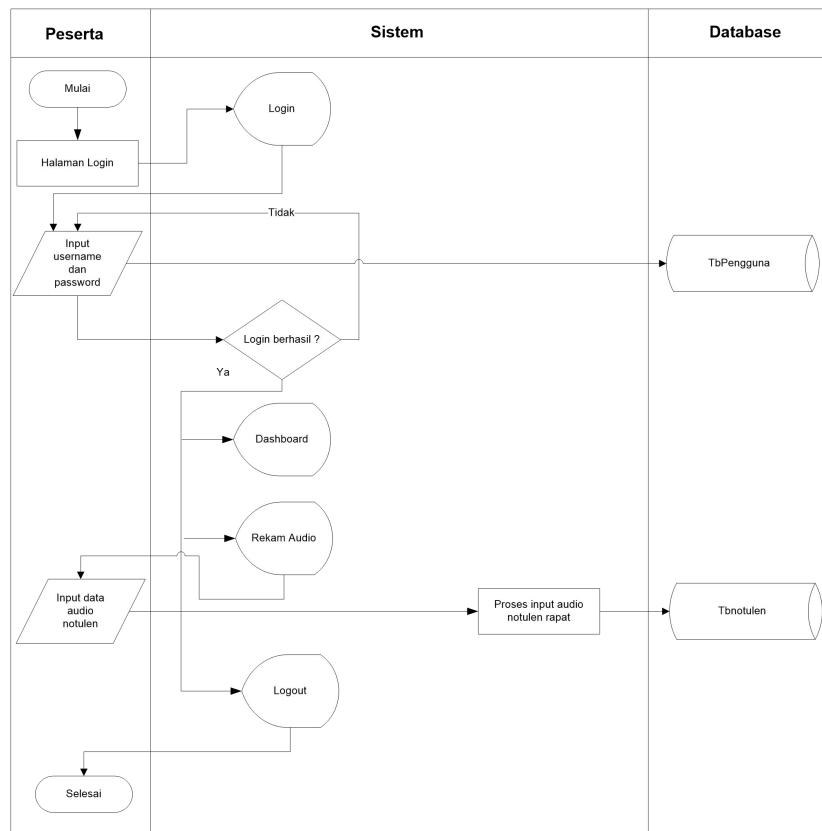 Peserta
Sistem
Database
Mulai
Login
Halaman Login
Tidak
Input
username
dan
password
TbPengguna
Login berhasil ?
Ya
Dashboard
Rekam Audio
Input data
audio
notulen
Proses input audio
notulen rapat
Tbnotulen
Logout
Selesai